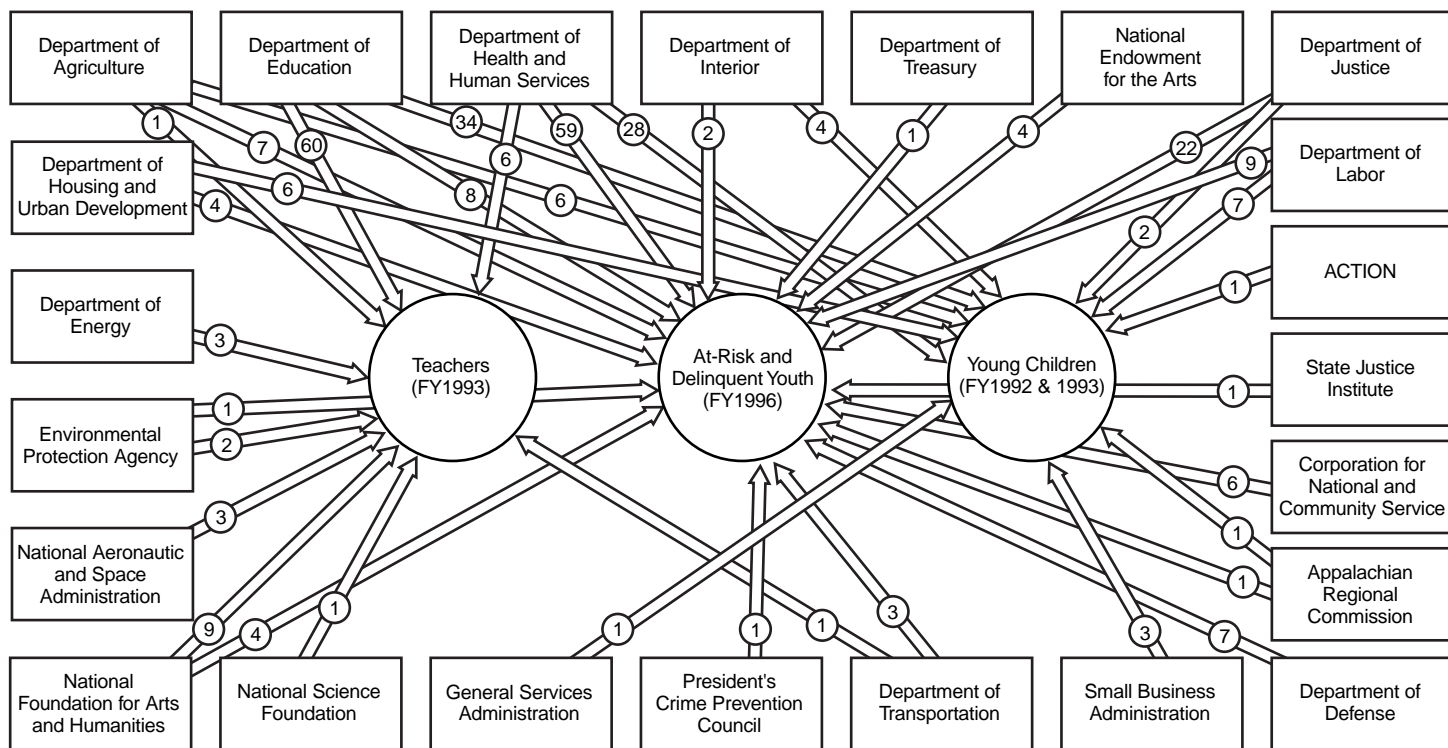 Department of
Agriculture
Department of
Education
Department of
Health and
Human Services
Department of
Interior
Department of
Treasury
National
Endowment
for the Arts
Department of
Justice
1
7
60
34
6
59
28
2
4
1
4
22
9
Department of
Housing and
Urban Development
6
4
8
6
Department of
Labor
7
2
Department of
Energy
3
ACTION
1
Teachers
(FY1993)
At-Risk and
Delinquent Youth
(FY1996)
Young Children
(FY1992 & 1993)
State Justice
Institute
1
Environmental
Protection Agency
1
2
Corporation for
National and
Community Service
6
National Aeronautic
and Space
Administration
3
Appalachian
Regional
Commission
1
1
9
4
1
1
1
1
3
3
7
National
Foundation for Arts
and Humanities
National Science
Foundation
General Services
Administration
President's
Crime Prevention
Council
Department of
Transportation
Small Business
Administration
Department of
Defense